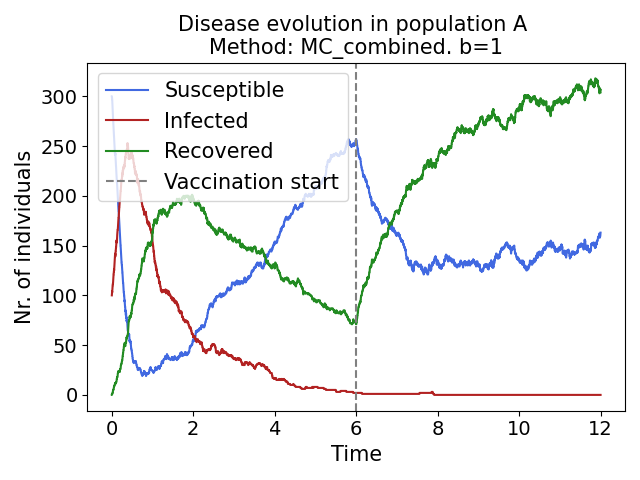 Disease evolution in population A
Method: MC_combined. b=1
Susceptible
Infected
Recovered
Vaccination start
Nr. of individuals
300
250
200
150
100
50
0
0 2 4 6 8 10 12
Time